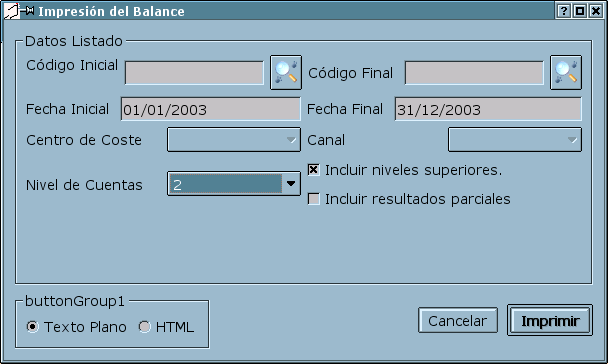 Impresión del Balance
Datos Listado
Código Inicial Código Final
Fecha Inicial 01/01/2003 Fecha Final 31/12/2003
Centro de Coste Canal
Incluir niveles superiores.
Nivel de Cuentas 2
Incluir resultados parciales
buttonGroup1
Texto Plano HTML Cancelar Imprimir